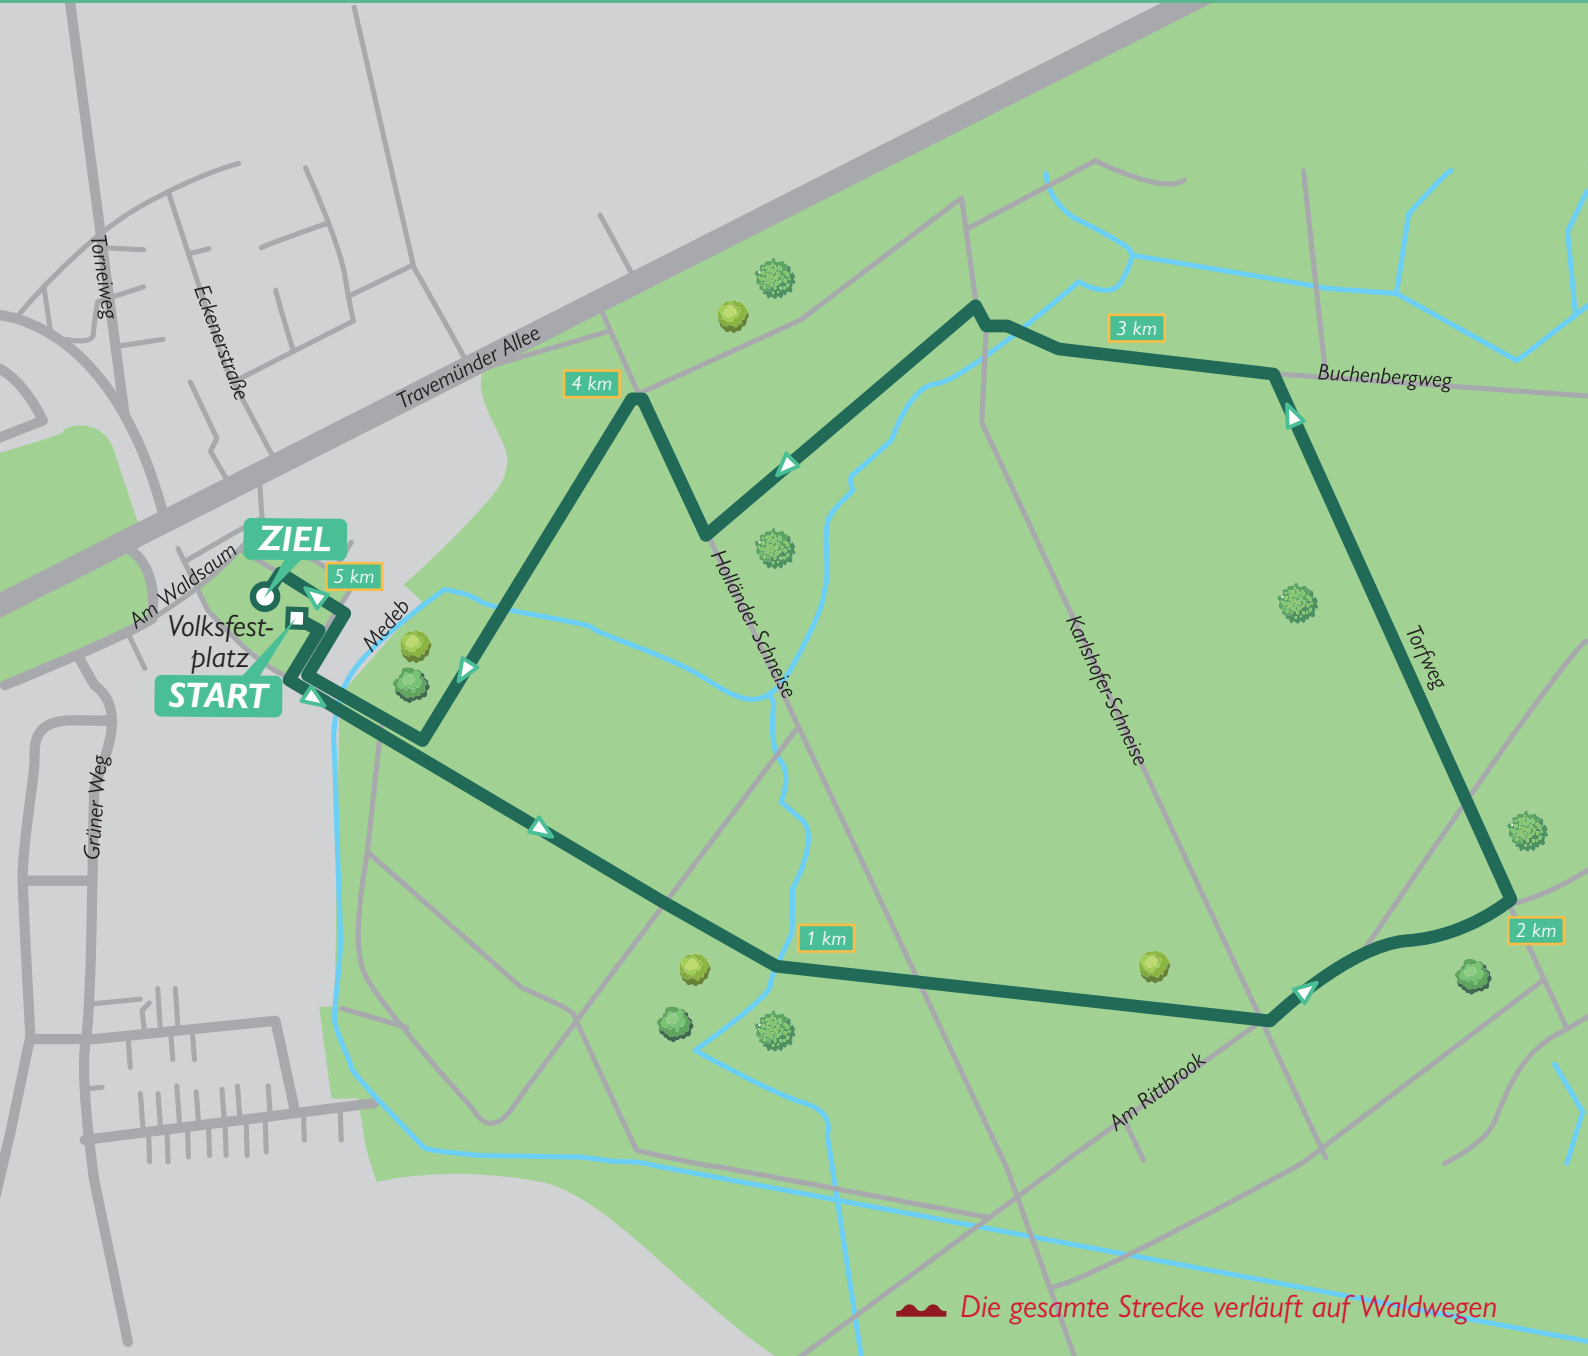 Torneiweg
Eckenerstraße
Travemünder Allee
4 km
3 km
Buchenbergweg
ZIEL
5 km
Am Waldsaum
Volksfest-
platz
START
Medeb
Holländer Schneise
Karlshofer-Schneise
Torfweg
Grüner Weg
1 km
2 km
Am Rittbrook
Die gesamte Strecke verläuft auf Waldwegen